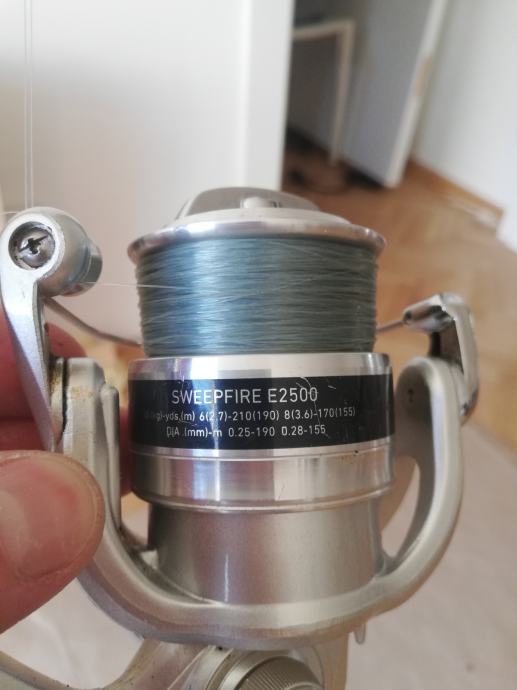 SWEEPFIRE E2500
(kg)-yds,(m) 6(2.7)-210(190) 8(3.6)-170(155)
DIA .(mm)-m 0.25-190 0.28-155